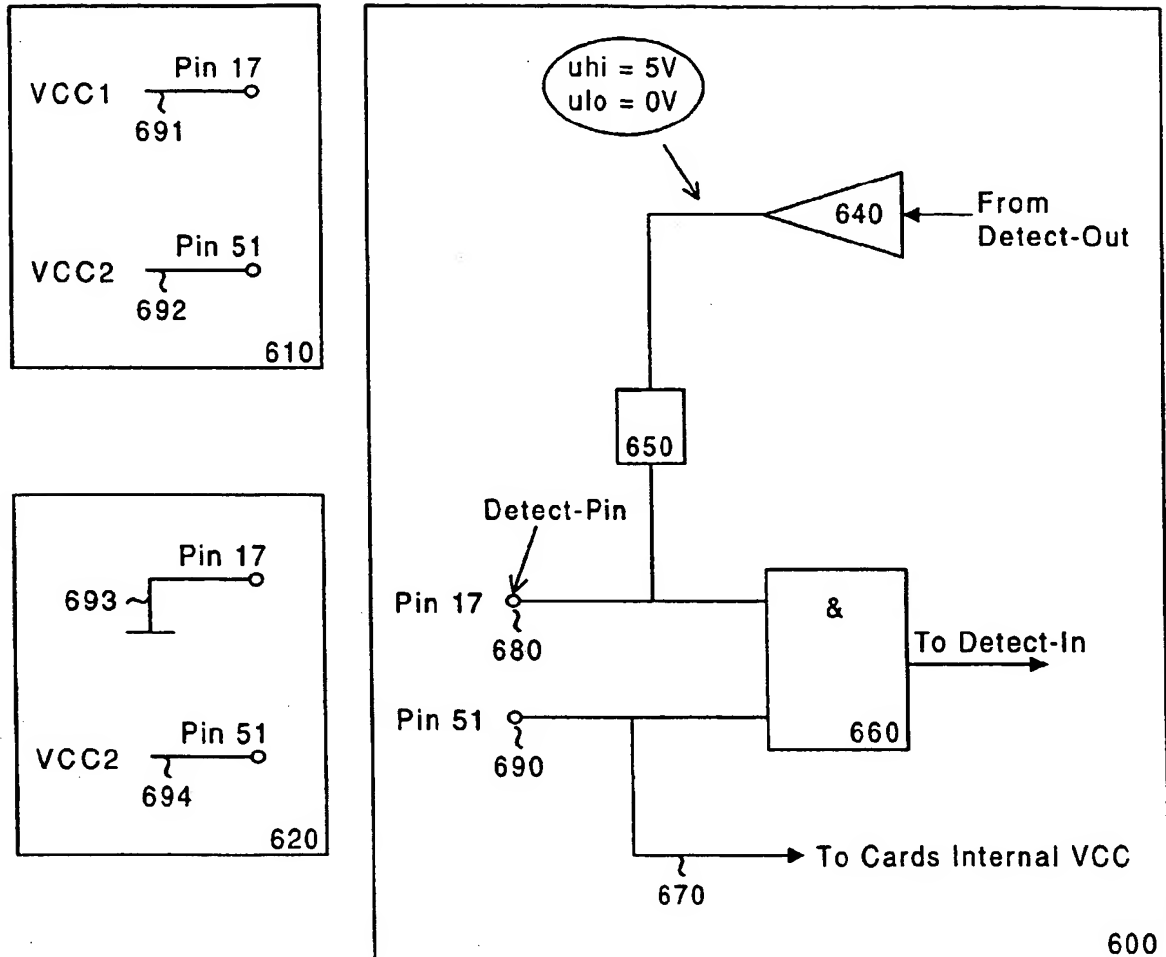 Pin 17
VCC1
691
Pin 51
VCC2
692
610
Pin 17
693
Pin 51
VCC2
694
620
uhi = 5V
ulo = 0V
640
From
Detect-Out
650
Detect-Pin
Pin 17
680
&
To Detect-In
Pin 51
690
660
To Cards Internal VCC
670
600